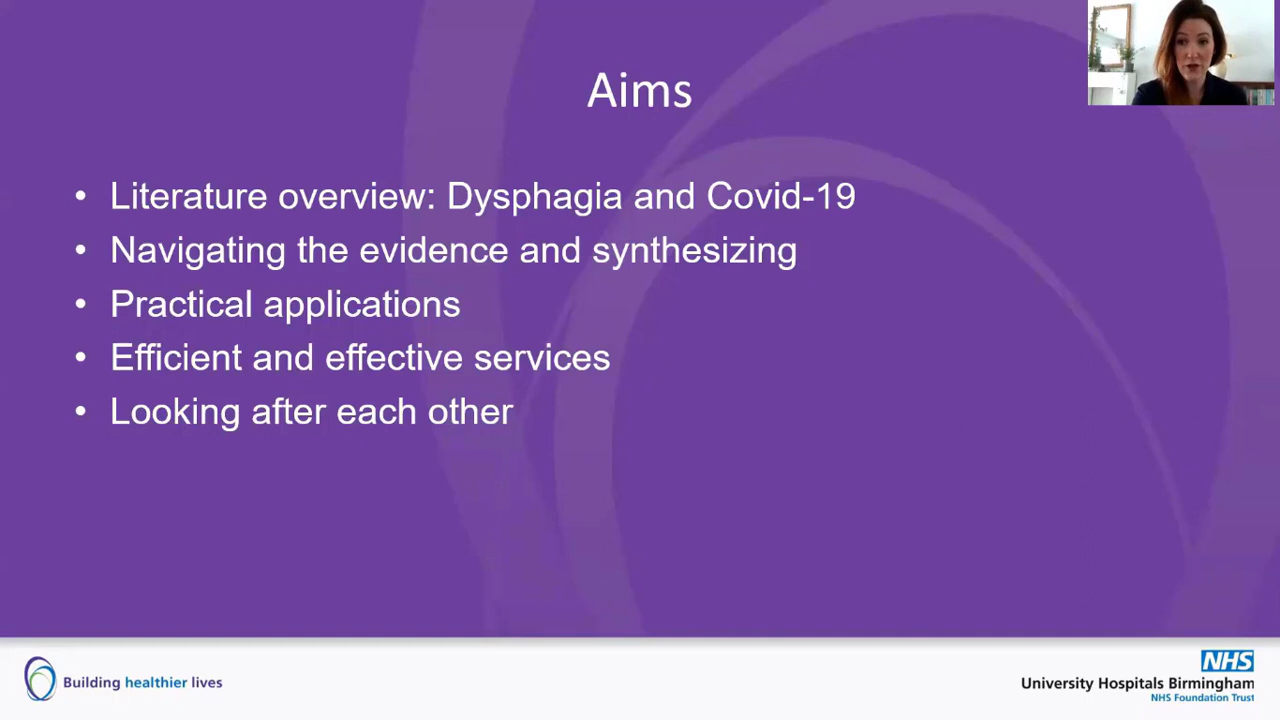 Aims
• Literature overview: Dysphagia and Covid-19
• Navigating the evidence and synthesizing
• Practical applications
• Efficient and effective services
• Looking after each other
Building healthier lives
NHS
University Hospitals Birmingham
NHS Foundation Trust